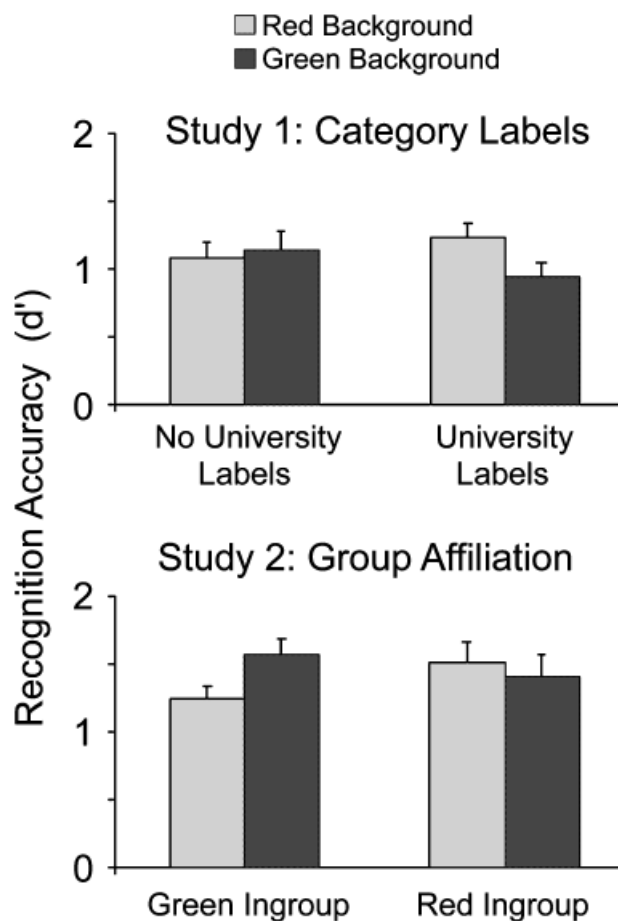 Red Background
Green Background
Study 1: Category Labels
2
1
0
No University
Labels
University
Labels
Recognition Accuracy (d')
Study 2: Group Affiliation
2
1
0
Green Ingroup
Red Ingroup